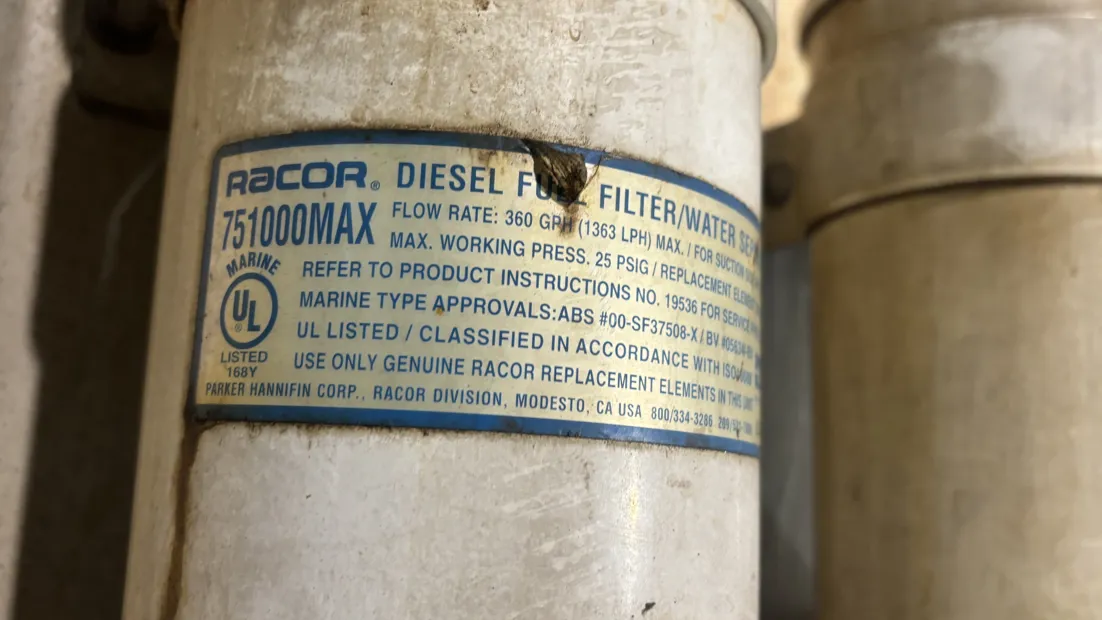 RACOR® DIESEL FUEL FILTER/WATER
751000MAX
FLOW RATE: 360 GPH (1363 LPH) MAX. / FOR SUCTION
MAX. WORKING PRESS. 25 PSIG / REPLACEMENT
REFER TO PRODUCT INSTRUCTIONS NO. 19536 FOR SERVICE
MARINE TYPE APPROVALS:ABS #00-SF37508-X / BV
UL LISTED / CLASSIFIED IN ACCORDANCE WITH
USE ONLY GENUINE RACOR REPLACEMENT ELEMENTS IN THIS UNIT
MARINE
UL ®
LISTED
168Y
PARKER HANNIFIN CORP., RACOR DIVISION, MODESTO, CA USA 800/334-3286